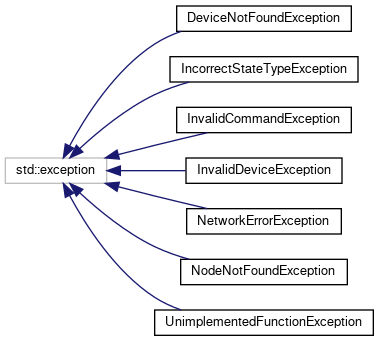 DeviceNotFoundException
IncorrectStateTypeException
InvalidCommandException
std::exception
InvalidDeviceException
NetworkErrorException
NodeNotFoundException
UnimplementedFunctionException